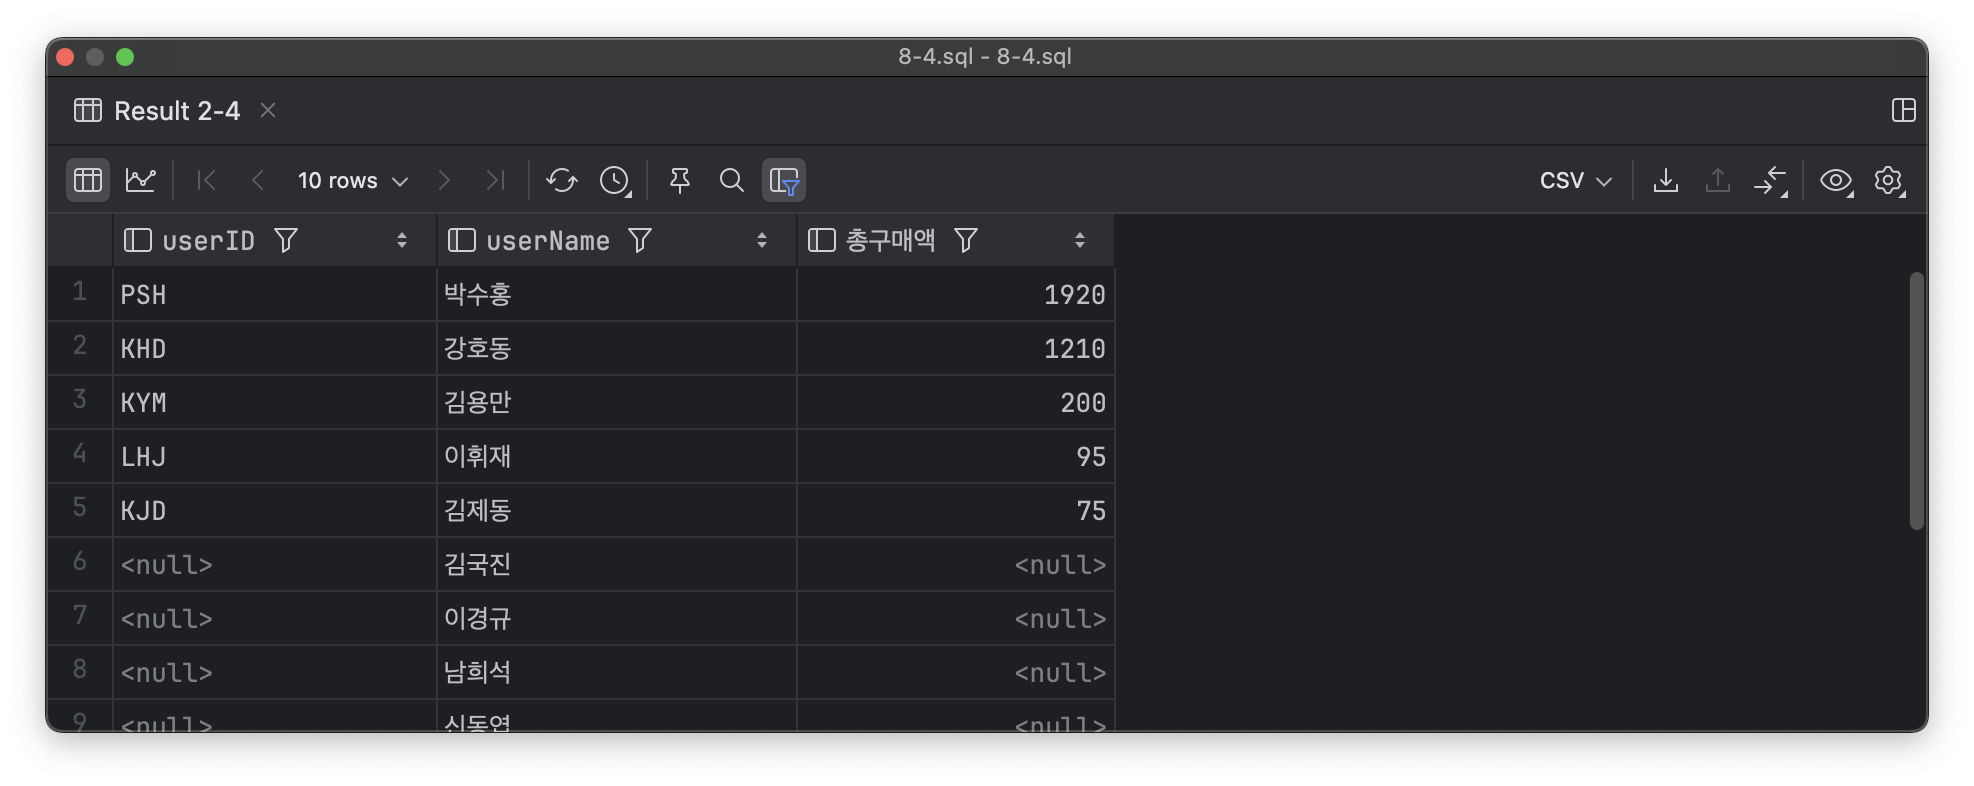 8-4.sql - 8-4.sql
Result 2-4
10 rows
CSV
userID userName 총구매액
1 PSH 박수홍 1920
2 KHD 강호동 1210
3 KYM 김용만 200
4 LHJ 이휘재 95
5 KJD 김제동 75
6 <null> 김국진 <null>
7 <null> 이경규 <null>
8 <null> 남희석 <null>
9 <null> 신동엽 <null>